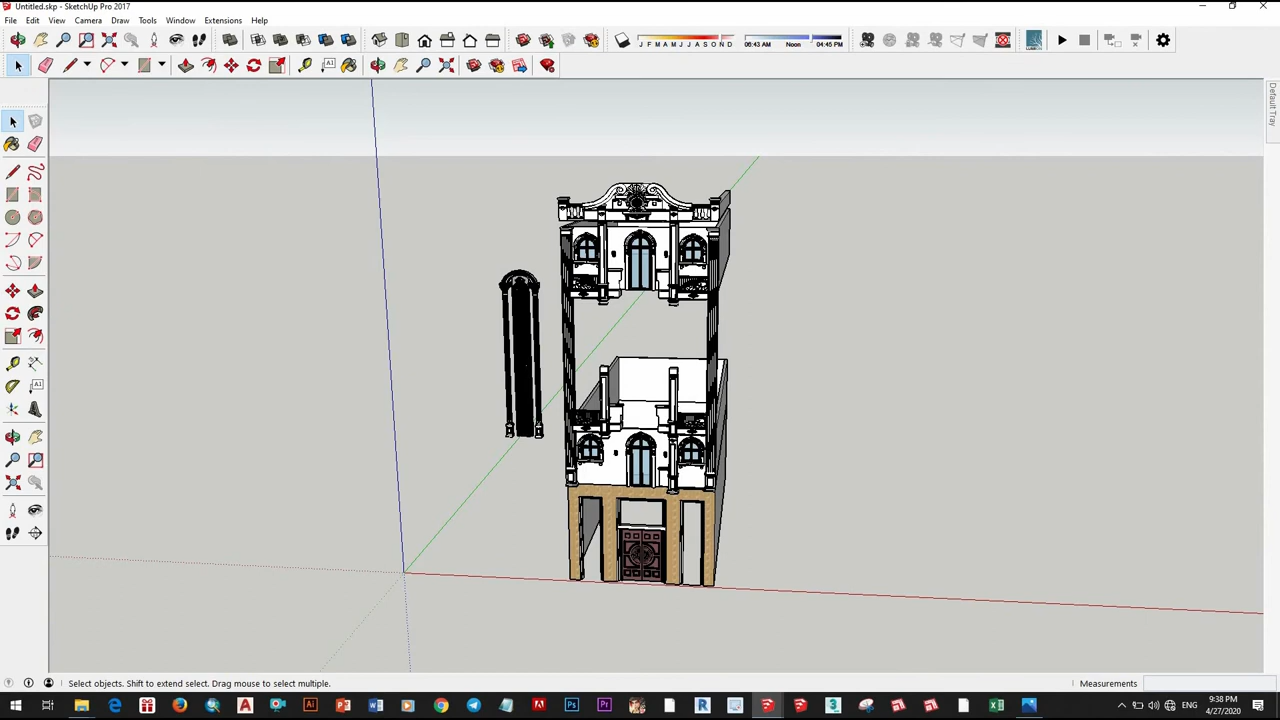 Untitled.skp - SketchUp Pro 2017
File Edit View Camera Draw Tools Window Extensions Help
J F M A M J J A S O N D 06:43 AM Noon 04:45 PM
Default Tray
Select objects. Shift to extend select. Drag mouse to select multiple.
Measurements
ENG
9:38 PM
4/27/2020